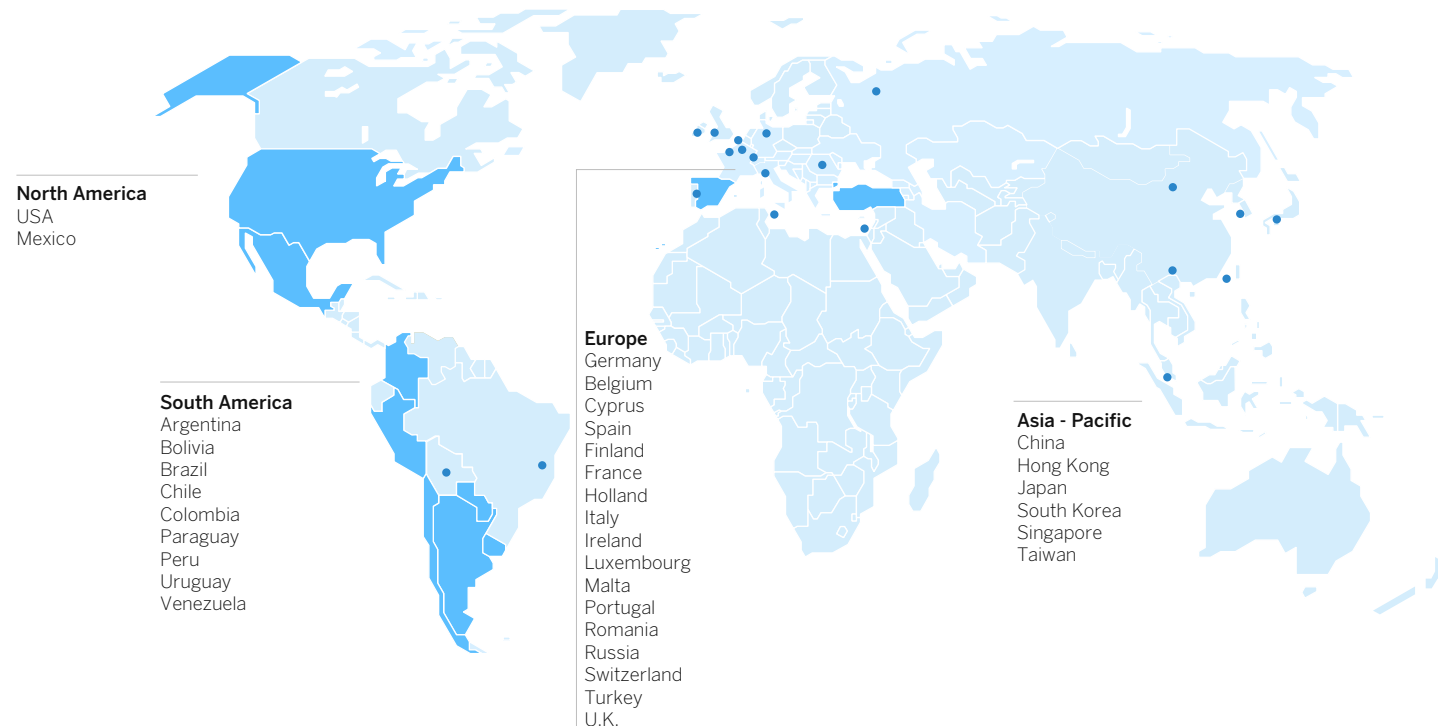 North America
USA
Mexico
South America
Argentina
Bolivia
Brazil
Chile
Colombia
Paraguay
Peru
Uruguay
Venezuela
Europe
Germany
Belgium
Cyprus
Spain
Finland
France
Holland
Italy
Ireland
Luxembourg
Malta
Portugal
Romania
Russia
Switzerland
Turkey
U.K.
Asia - Pacific
China
Hong Kong
Japan
South Korea
Singapore
Taiwan